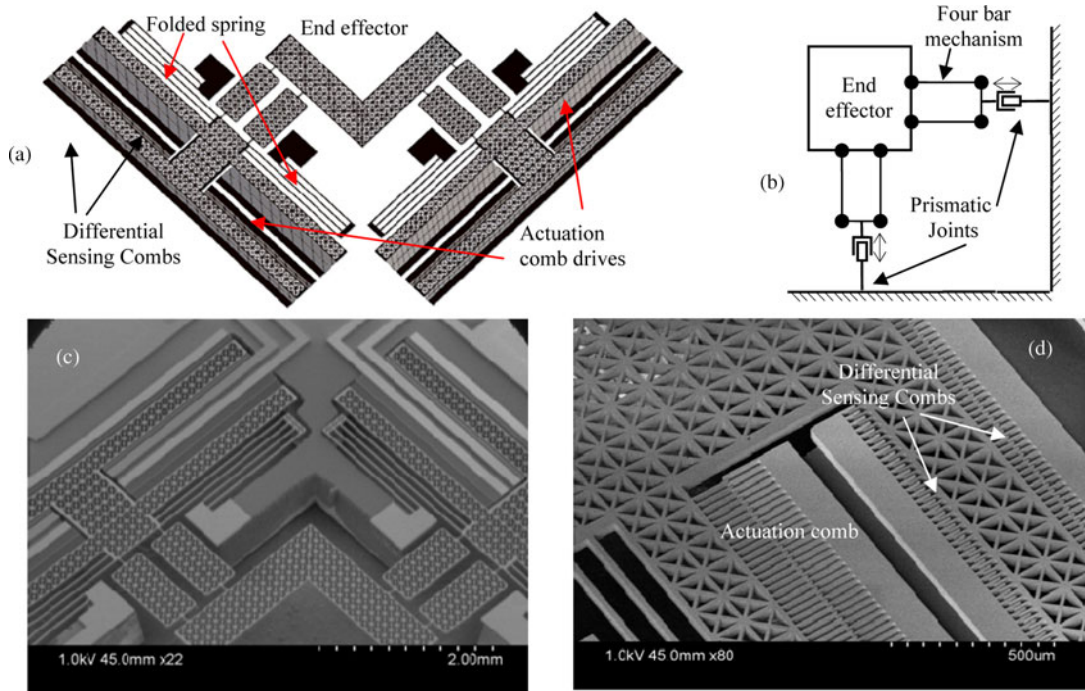 Folded spring
End effector
(a)
Differential
Sensing Combs
Actuation
comb drives
Four bar
mechanism
End
effector
(b)
Prismatic
Joints
(c)
1.0kV 45.0mm x22
2.00mm
(d)
Differential
Sensing Combs
Actuation comb
1.0kV 45.0mm x80
500um